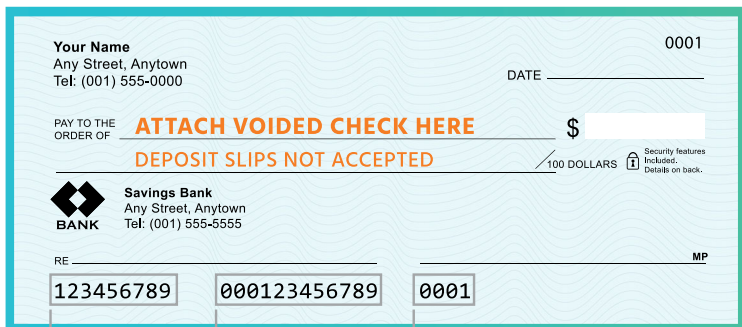 Your Name
Any Street, Anytown
Tel: (001) 555-0000
0001
DATE
PAY TO THE
ORDER OF
ATTACH VOIDED CHECK HERE
$
DEPOSIT SLIPS NOT ACCEPTED
/100 DOLLARS
Security features
Included.
Details on back.
BANK
Savings Bank
Any Street, Anytown
Tel: (001) 555-5555
RE
MP
123456789 000123456789 0001